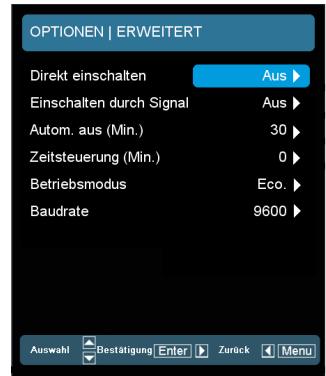 OPTIONEN | ERWEITERT
Direkt einschalten Aus
Einschalten durch Signal Aus
Autom. aus (Min.) 30
Zeitsteuerung (Min.) 0
Betriebsmodus Eco.
Baudrate 9600
Auswahl Bestätigung Enter Zurück Menu